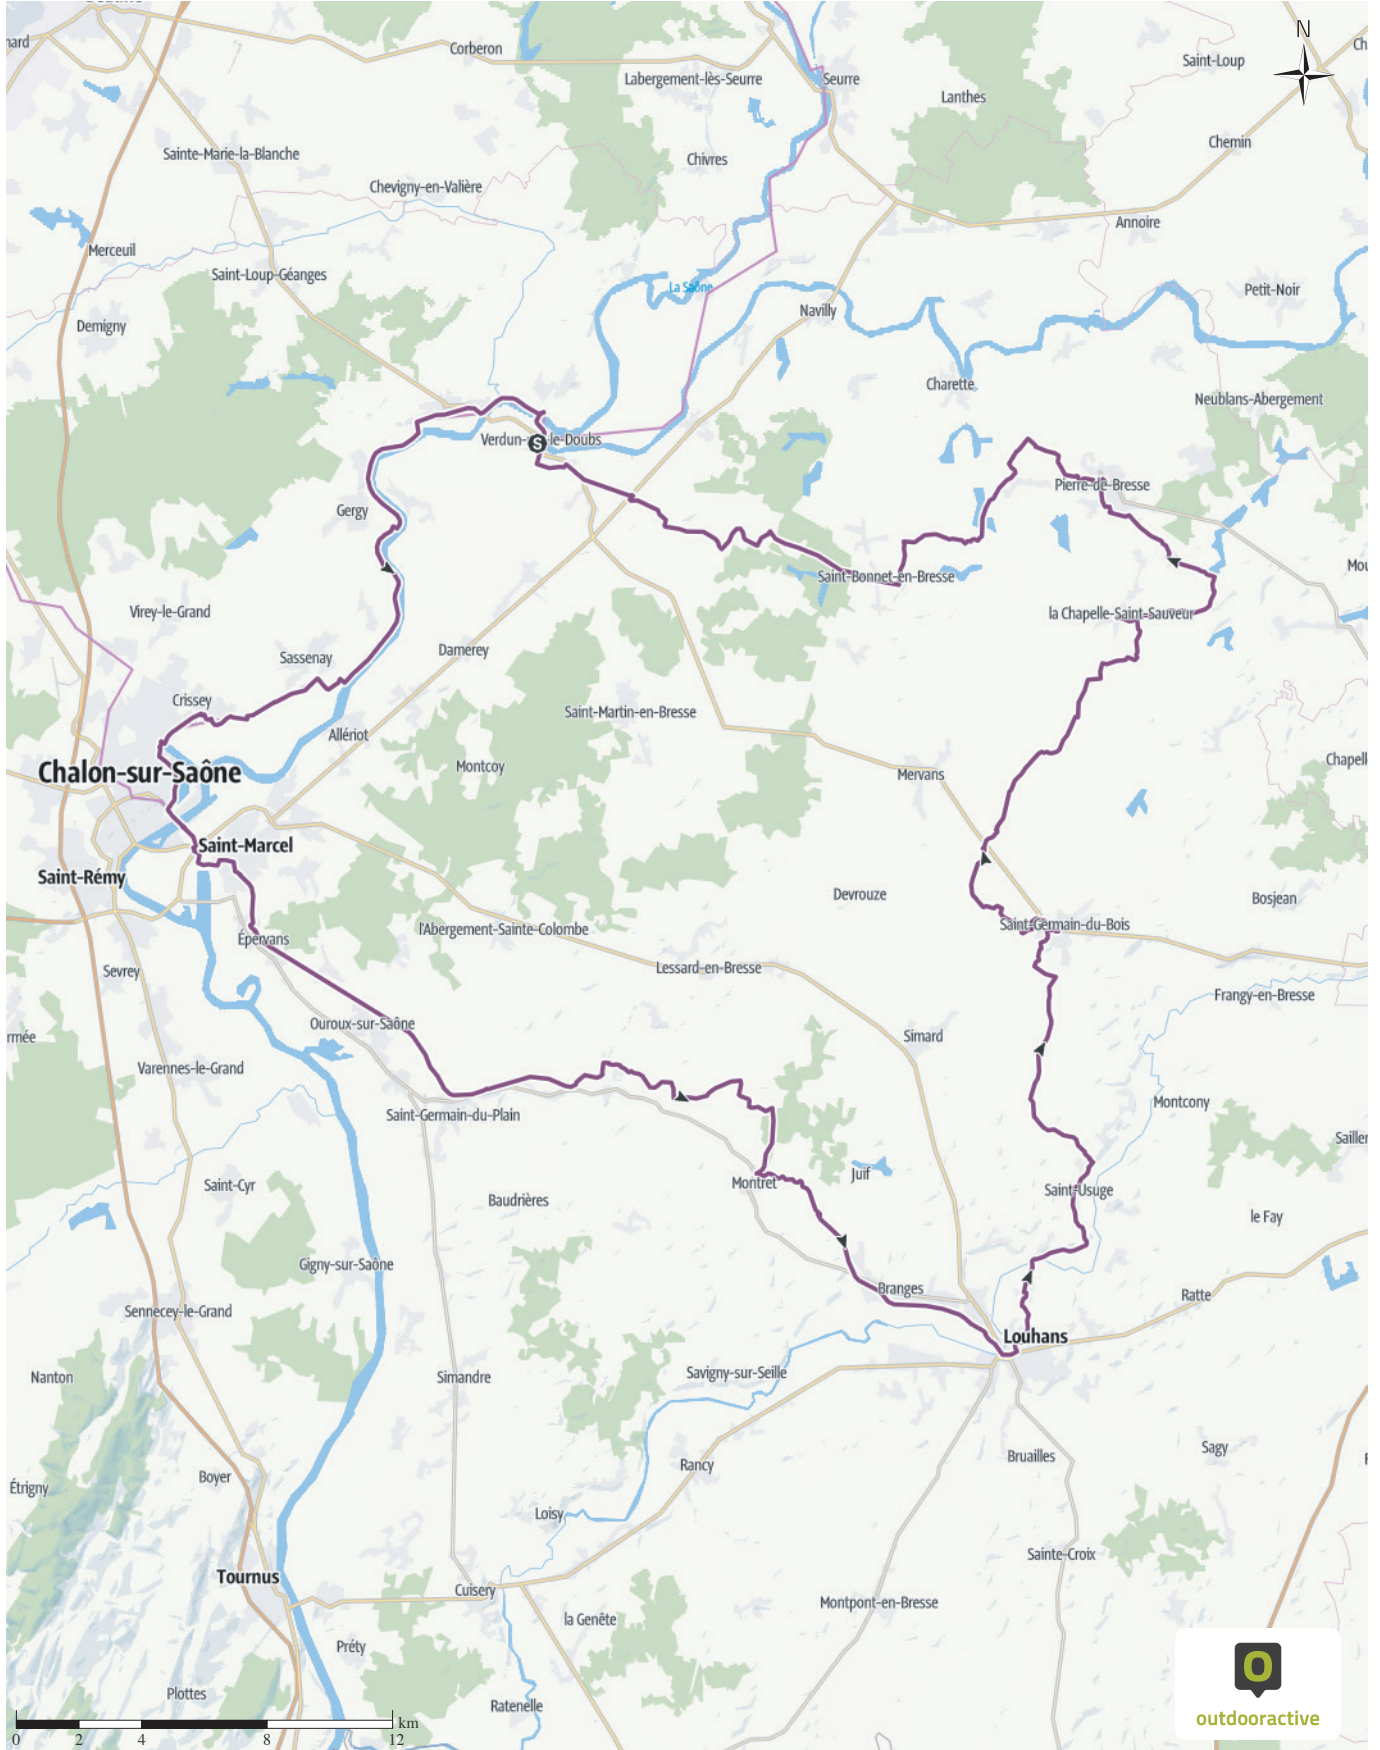 N
Corberon
Labergement-lès-Seurre
Seurre
Saint-Loup
Lanthes
Chemin
Sainte-Marie-la-Blanche
Chivres
Chevigny-en-Valière
Annoire
Merceuil
Saint-Loup-Géanges
La Saône
Petit-Noir
Navilly
Demigny
Charette
Neublans-Abergement
Verdun-
S
-le-Doubs
Pierre-de-Bresse
Gergy
Saint-Bonnet-en-Bresse
Virey-le-Grand
la Chapelle-Saint-Sauveur
Sassenay
Damerey
Crissey
Saint-Martin-en-Bresse
Allériot
Montcoy
Chalon-sur-Saône
Mervans
Saint-Marcel
Saint-Rémy
Devrouze
Bosjean
Saint-Germain-du-Bois
l'Abergement-Sainte-Colombe
Épervans
Sevrey
Lessard-en-Bresse
Frangy-en-Bresse
Ouroux-sur-Saône
rmée
Simard
Varennes-le-Grand
Montcony
Saint-Germain-du-Plain
Juif
Montret
Saint-Cyr
Baudrières
Saint-Usuge
le Fay
Gigny-sur-Saône
Branges
Ratte
Sennecey-le-Grand
Louhans
Nanton
Simandre
Savigny-sur-Seille
Sagy
Bruailles
Rancy
Boyer
Étrigny
Loisy
Sainte-Croix
Tournus
Cuisery
Montpont-en-Bresse
la Genête
Préty
Plottes
Ratenelle
km
0 2 4 8 12
outdooractive